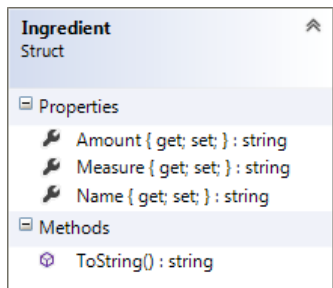 Ingredient
Struct
Properties
Amount { get; set; } : string
Measure { get; set; } : string
Name { get; set; } : string
Methods
ToString() : string